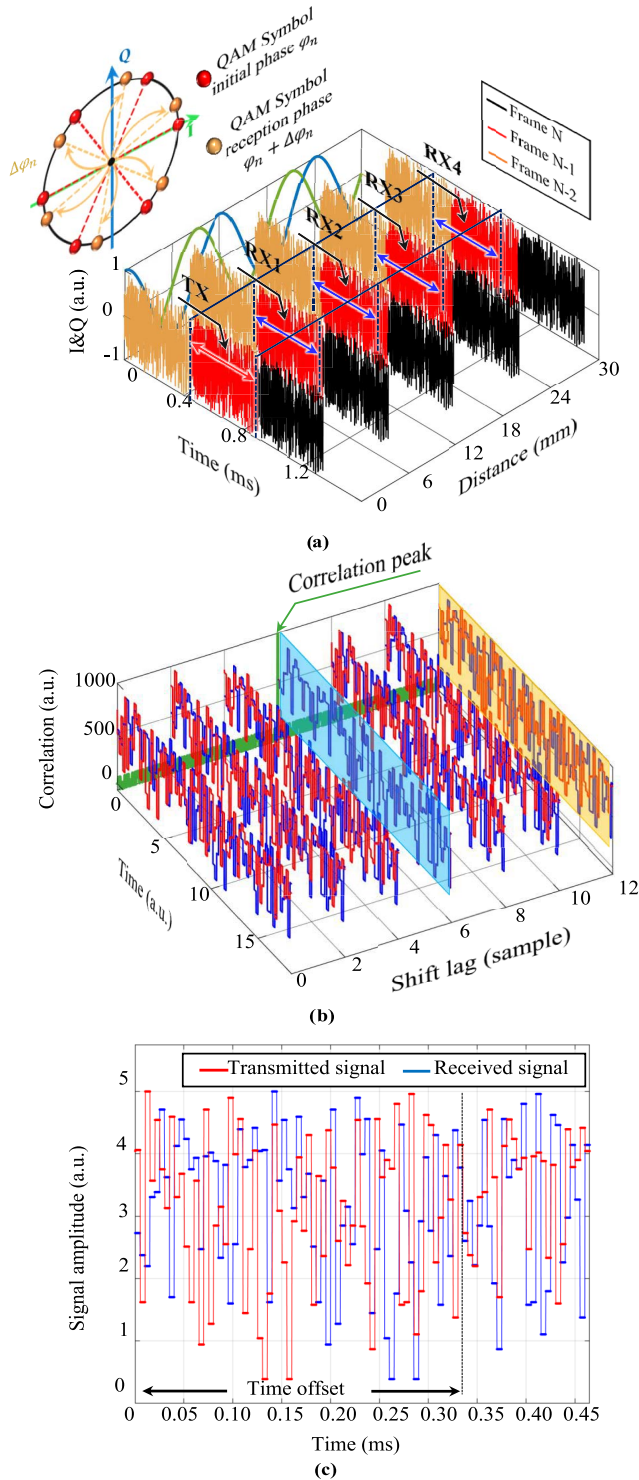 Q
QAM Symbol
initial phase φn
QAM Symbol
reception phase
φn + Δφn
I
Δφn
Frame N
Frame N-1
Frame N-2
RX4
RX3
RX2
RX1
TX
I&Q (a.u.)
1
0
-1
0
0.4
0.8
1.2
Time (ms)
0
6
12
18
24
30
Distance (mm)
(a)
Correlation peak
Correlation (a.u.)
1000
500
0
0
5
10
15
Time (a.u.)
0
2
4
6
8
10
12
Shift lag (sample)
(b)
Transmitted signal
Received signal
Signal amplitude (a.u.)
5
4
3
2
1
0
Time offset
0
0.05
0.10
0.15
0.20
0.25
0.30
0.35
0.40
0.45
Time (ms)
(c)